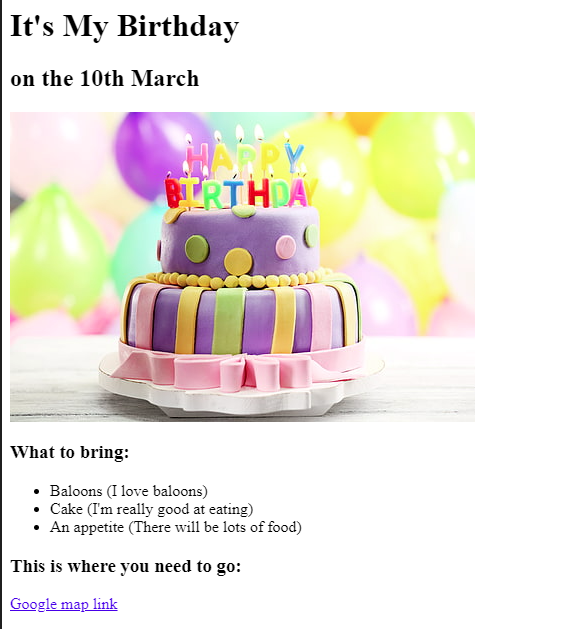 It's My Birthday
on the 10th March
HAPPY
BIRTHDAY
What to bring:
Baloons (I love baloons)
Cake (I'm really good at eating)
An appetite (There will be lots of food)
This is where you need to go:
Google map link